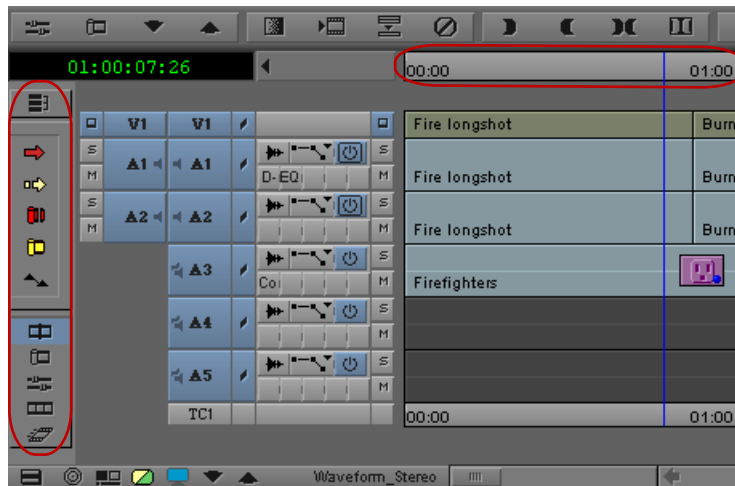 01:00:07:26
00:00 01:00
V1 V1 Fire longshot Burn
S S
A1 A1
M D-EQ M Fire longshot Burn
S S
A2 A2
M M Fire longshot Burn
S
A3
Co M Firefighters
S
A4
M
S
A5
M
TC1 00:00 01:00
Waveform_Stereo